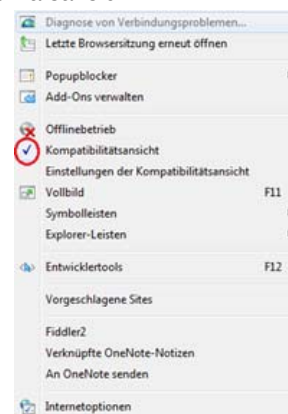 Diagnose von Verbindungsproblemen...
Letzte Browsersitzung erneut öffnen
Popupblocker
Add-Ons verwalten
Offlinebetrieb
Kompatibilitätsansicht
Einstellungen der Kompatibilitätsansicht
Vollbild F11
Symbolleisten
Explorer-Leisten
Entwicklertools F12
Vorgeschlagene Sites
Fiddler2
Verknüpfte OneNote-Notizen
An OneNote senden
Internetoptionen